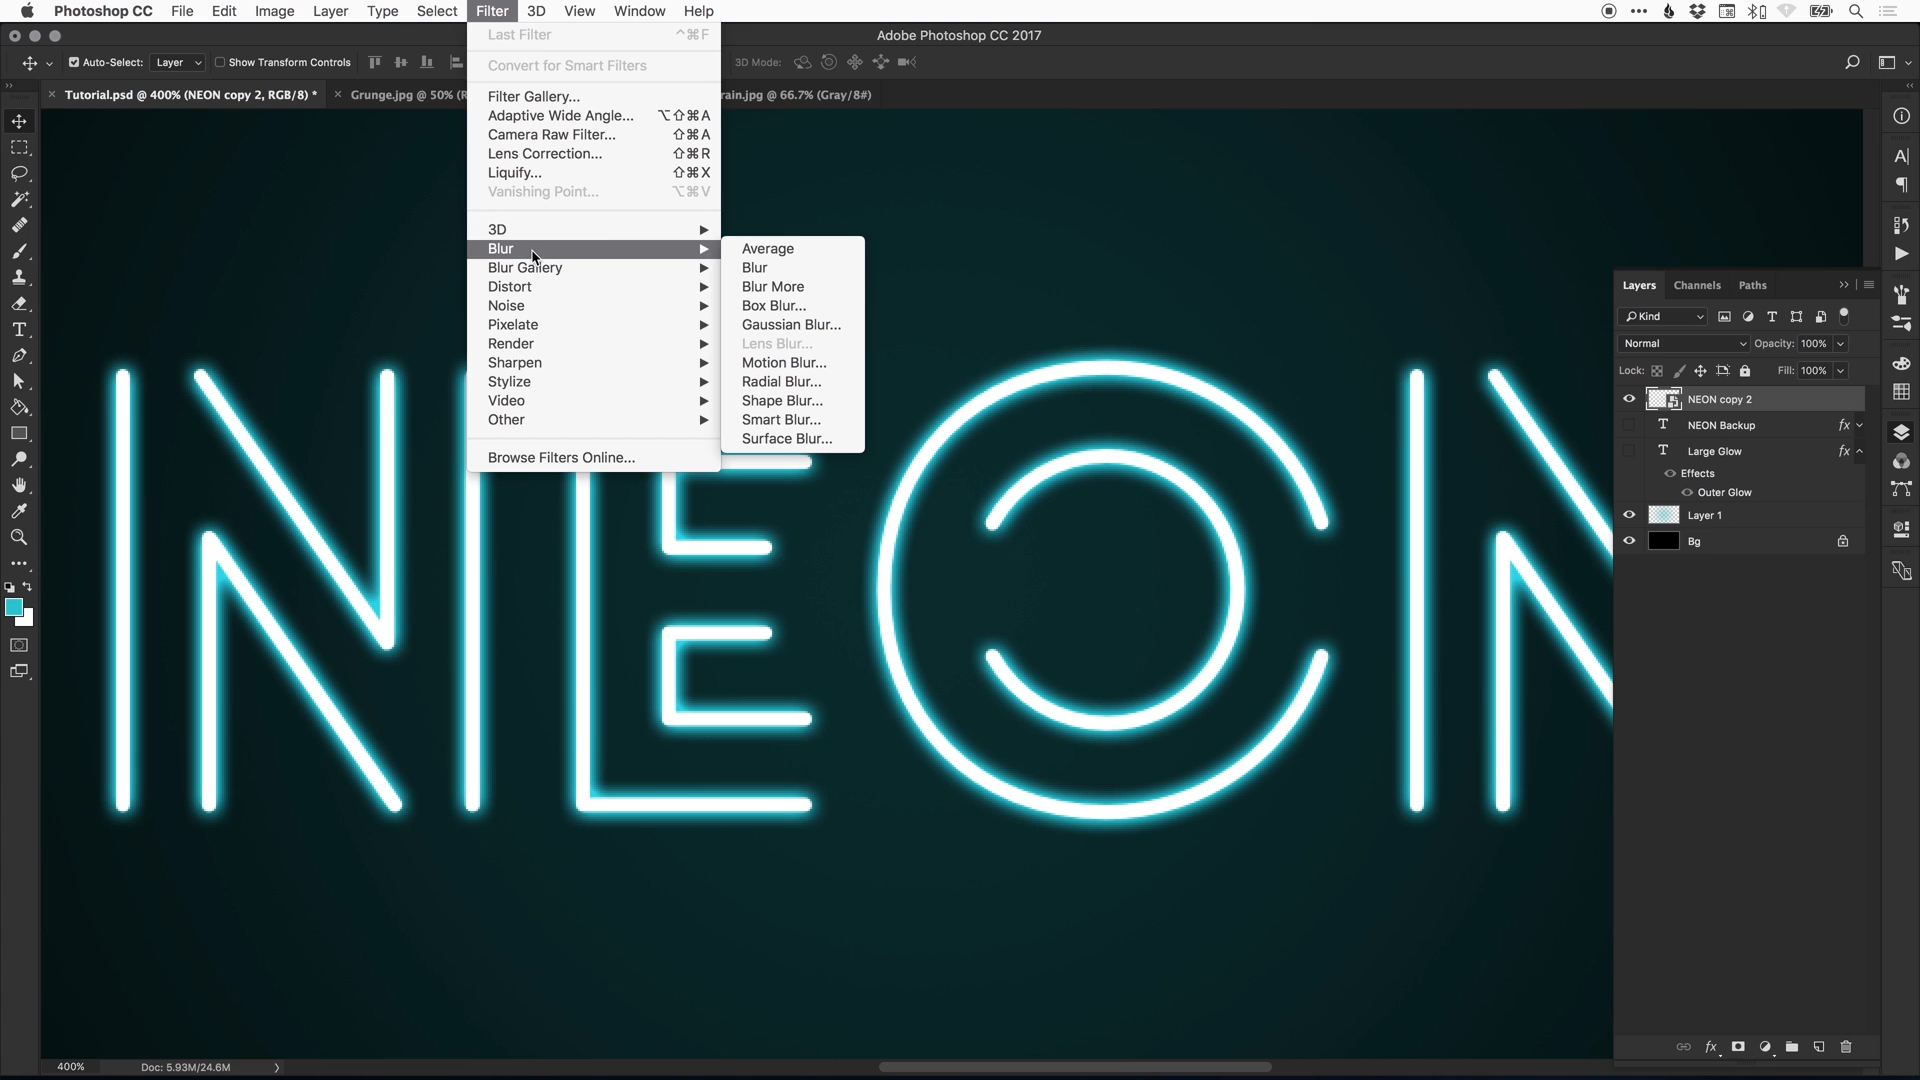 Photoshop CC File Edit Image Layer Type Select Filter 3D View Window Help
Adobe Photoshop CC 2017
Auto-Select: Layer Show Transform Controls 3D Mode:
Tutorial.psd @ 400% (NEON copy 2, RGB/8) * Grunge.jpg @ 50% (R rain.jpg @ 66.7% (Gray/8#)
Last Filter ^⌘F
Convert for Smart Filters
Filter Gallery...
Adaptive Wide Angle... ⌥⇧⌘A
Camera Raw Filter... ⇧⌘A
Lens Correction... ⇧⌘R
Liquify... ⇧⌘X
Vanishing Point... ⌥⌘V
3D
Blur
Blur Gallery
Distort
Noise
Pixelate
Render
Sharpen
Stylize
Video
Other
Browse Filters Online...
Average
Blur
Blur More
Box Blur...
Gaussian Blur...
Lens Blur...
Motion Blur...
Radial Blur...
Shape Blur...
Smart Blur...
Surface Blur...
NEON
Layers Channels Paths
Kind
Normal Opacity: 100%
Lock: Fill: 100%
NEON copy 2
T NEON Backup fx
T Large Glow fx
Effects
Outer Glow
Layer 1
Bg
fx
400% Doc: 5.93M/24.6M